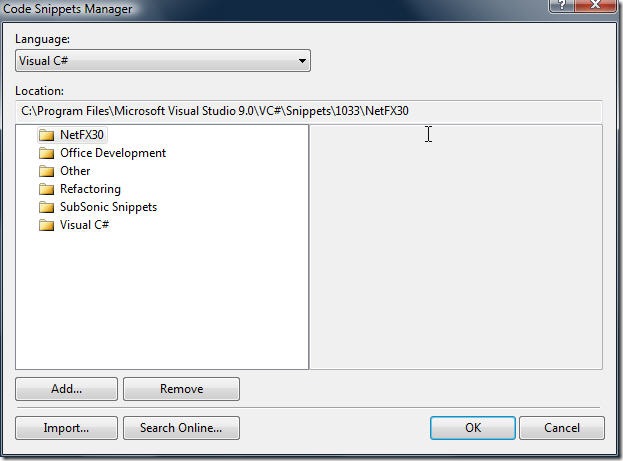 Code Snippets Manager
?
Language:
Visual C#
Location:
C:\Program Files\Microsoft Visual Studio 9.0\VC#\Snippets\1033\NetFX30
NetFX30
Office Development
Other
Refactoring
SubSonic Snippets
Visual C#
Add...
Remove
Import...
Search Online...
OK
Cancel